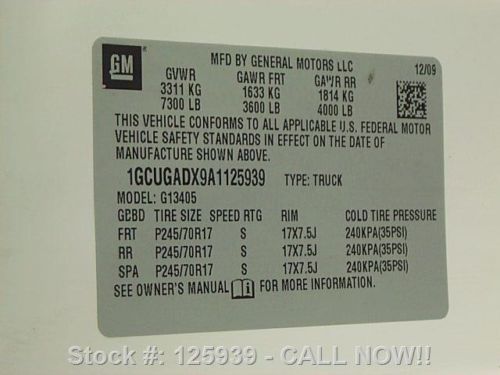 GM
MFD BY GENERAL MOTORS LLC
12/09
GVWR GAWR FRT GAWR RR
3311 KG 1633 KG 1814 KG
7300 LB 3600 LB 4000 LB
THIS VEHICLE CONFORMS TO ALL APPLICABLE U.S. FEDERAL MOTOR
VEHICLE SAFETY STANDARDS IN EFFECT ON THE DATE OF
MANUFACTURE SHOWN ABOVE.
1GCUGADX9A1125939 TYPE: TRUCK
MODEL: G13405
GPBD TIRE SIZE SPEED RTG RIM COLD TIRE PRESSURE
FRT P245/70R17 S 17X7.5J 240KPA(35PSI)
RR P245/70R17 S 17X7.5J 240KPA(35PSI)
SPA P245/70R17 S 17X7.5J 240KPA(35PSI)
SEE OWNER'S MANUAL FOR MORE INFORMATION.
Stock #: 125939 - CALL NOW!!